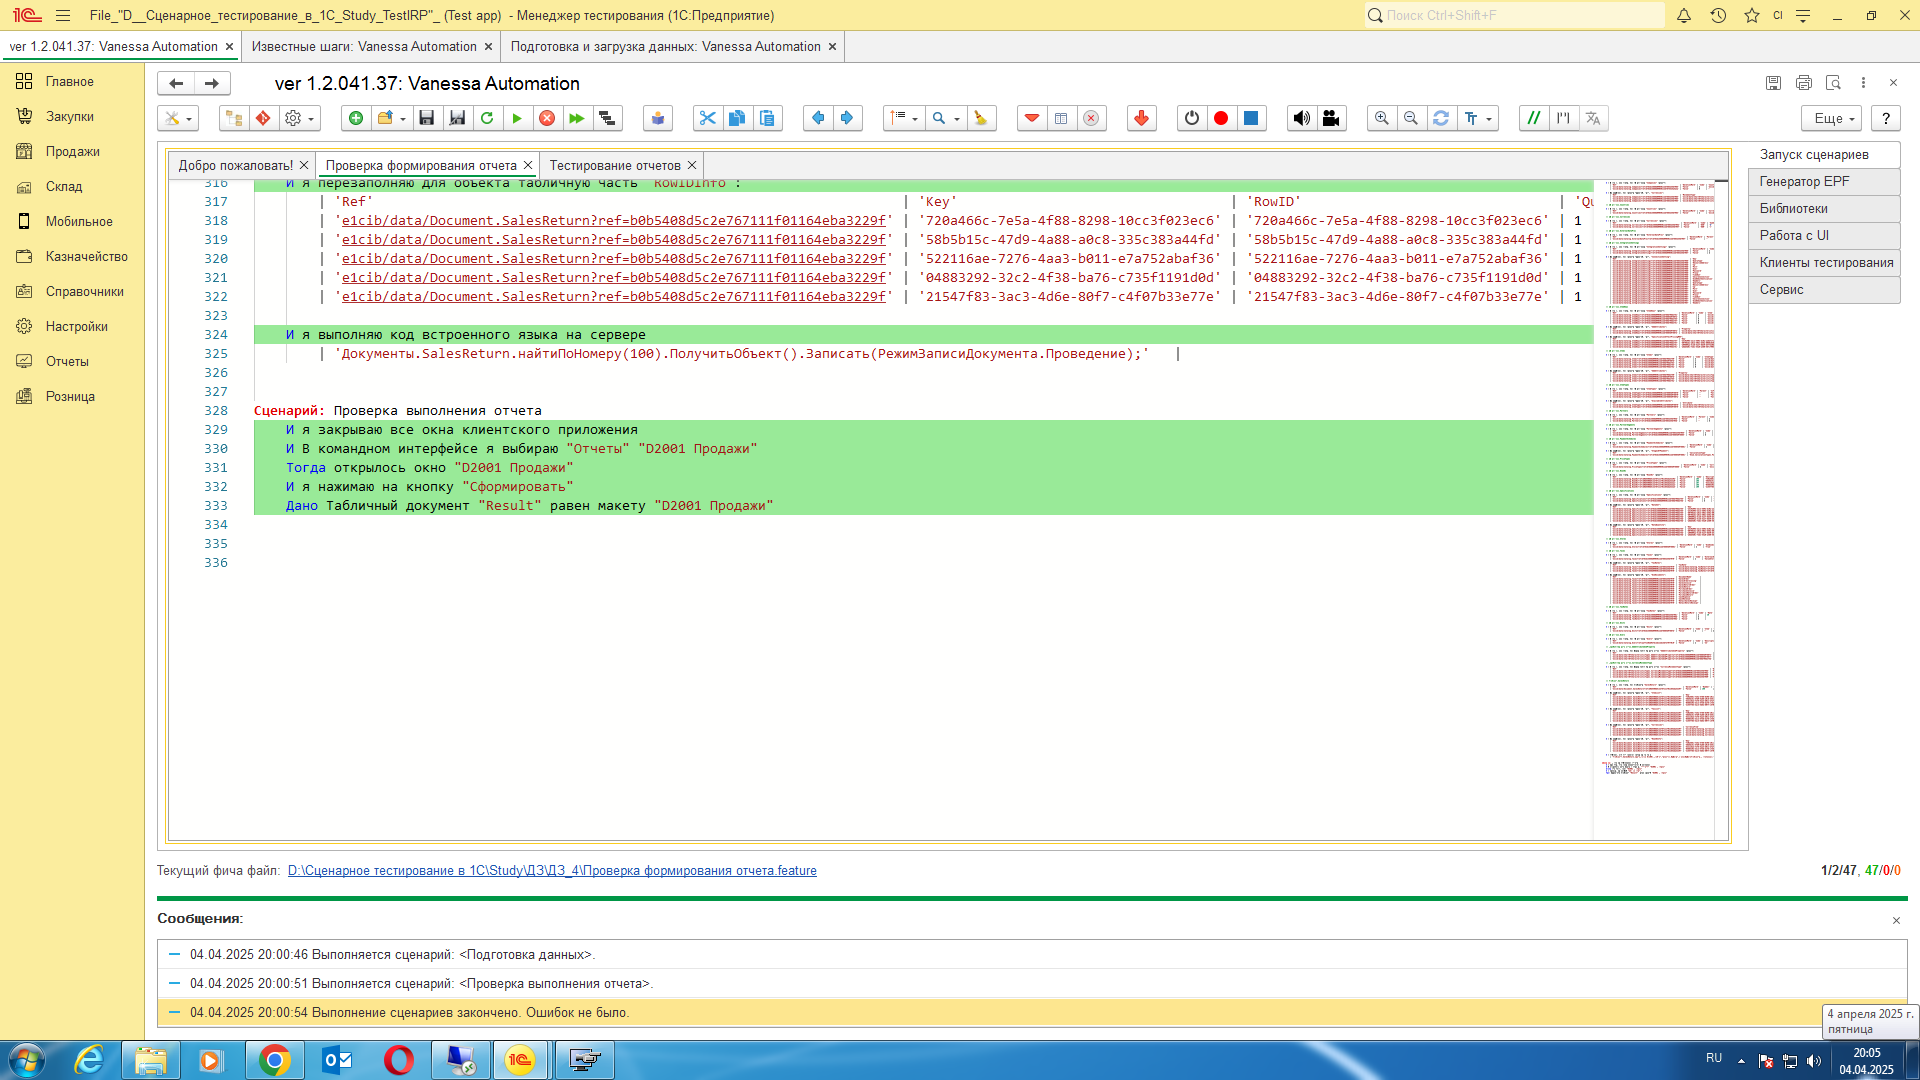 File_"D__Сценарное_тестирование_в_1C_Study_TestIRP"_ (Test app) - Менеджер тестирования (1С:Предприятие)
Поиск Ctrl+Shift+F
CI
ver 1.2.041.37: Vanessa Automation
Известные шаги: Vanessa Automation
Подготовка и загрузка данных: Vanessa Automation
Главное
Закупки
Продажи
Склад
Мобильное
Казначейство
Справочники
Настройки
Отчеты
Розница
ver 1.2.041.37: Vanessa Automation
Еще
?
Добро пожаловать!
Проверка формирования отчета
Тестирование отчетов
316 И я перезаполняю для объекта табличную часть "RowIDInfo":
317 | 'Ref' | 'Key' | 'RowID' | 'Qu
318 | 'e1cib/data/Document.SalesReturn?ref=b0b5408d5c2e767111f01164eba3229f' | '720a466c-7e5a-4f88-8298-10cc3f023ec6' | '720a466c-7e5a-4f88-8298-10cc3f023ec6' | 1
319 | 'e1cib/data/Document.SalesReturn?ref=b0b5408d5c2e767111f01164eba3229f' | '58b5b15c-47d9-4a88-a0c8-335c383a44fd' | '58b5b15c-47d9-4a88-a0c8-335c383a44fd' | 1
320 | 'e1cib/data/Document.SalesReturn?ref=b0b5408d5c2e767111f01164eba3229f' | '522116ae-7276-4aa3-b011-e7a752abaf36' | '522116ae-7276-4aa3-b011-e7a752abaf36' | 1
321 | 'e1cib/data/Document.SalesReturn?ref=b0b5408d5c2e767111f01164eba3229f' | '04883292-32c2-4f38-ba76-c735f1191d0d' | '04883292-32c2-4f38-ba76-c735f1191d0d' | 1
322 | 'e1cib/data/Document.SalesReturn?ref=b0b5408d5c2e767111f01164eba3229f' | '21547f83-3ac3-4d6e-80f7-c4f07b33e77e' | '21547f83-3ac3-4d6e-80f7-c4f07b33e77e' | 1
323
324 И я выполняю код встроенного языка на сервере
325 | 'Документы.SalesReturn.найтиПоНомеру(100).ПолучитьОбъект().Записать(РежимЗаписиДокумента.Проведение);' |
326
327
328 Сценарий: Проверка выполнения отчета
329 И я закрываю все окна клиентского приложения
330 И В командном интерфейсе я выбираю "Отчеты" "D2001 Продажи"
331 Тогда открылось окно "D2001 Продажи"
332 И я нажимаю на кнопку "Сформировать"
333 Дано Табличный документ "Result" равен макету "D2001 Продажи"
334
335
336
Запуск сценариев
Генератор EPF
Библиотеки
Работа с UI
Клиенты тестирования
Сервис
Текущий фича файл: D:\Сценарное тестирование в 1С\Study\ДЗ\ДЗ_4\Проверка формирования отчета.feature
1/2/47, 47/0/0
Сообщения:
04.04.2025 20:00:46 Выполняется сценарий: <Подготовка данных>.
04.04.2025 20:00:51 Выполняется сценарий: <Проверка выполнения отчета>.
04.04.2025 20:00:54 Выполнение сценариев закончено. Ошибок не было.
4 апреля 2025 г.
пятница
RU
20:05
04.04.2025